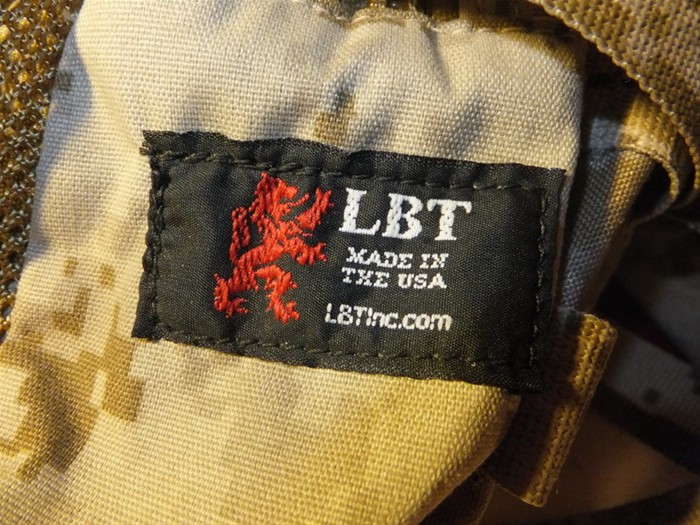 LBT
MADE IN
THE USA
LBTInc.com